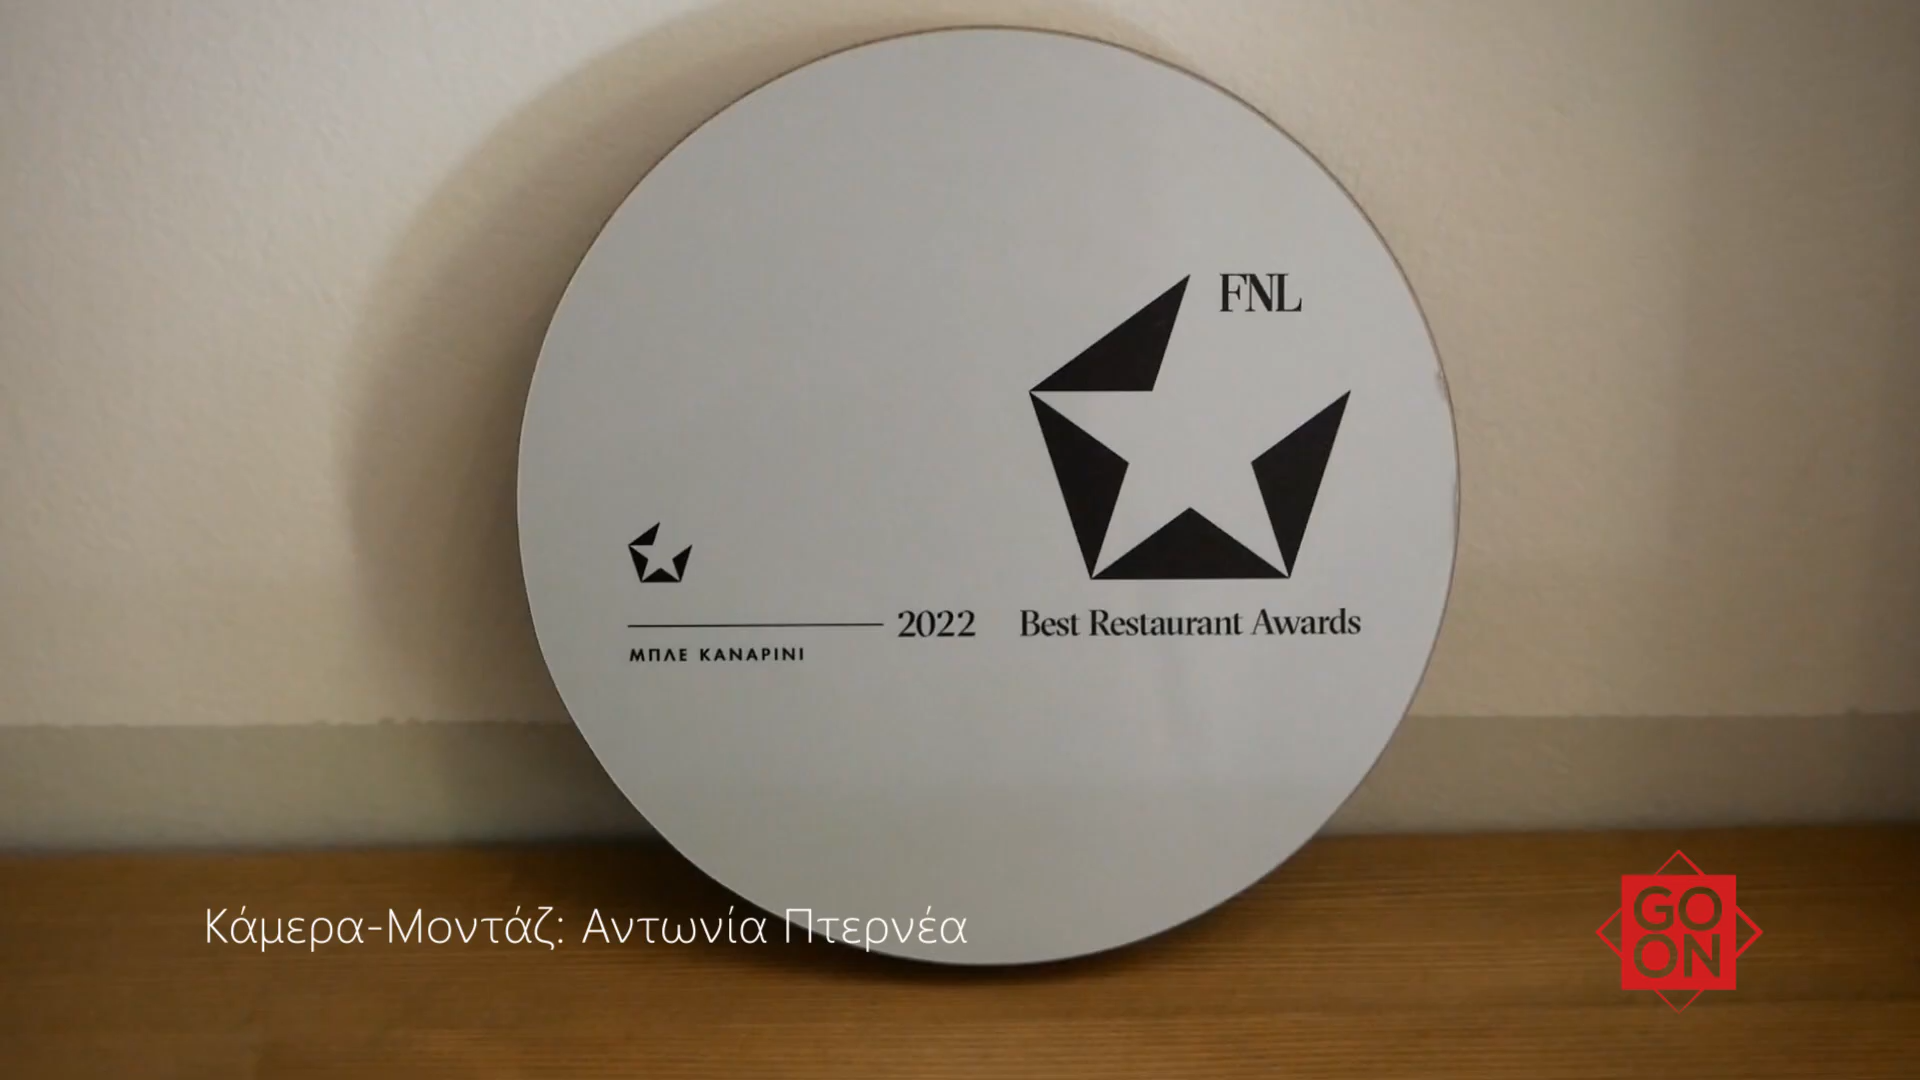 FNL
2022 Best Restaurant Awards
ΜΠΛΕ ΚΑΝΑΡΙΝΙ
Κάμερα-Μοντάζ: Αντωνία Πτερνέα
GO
ON